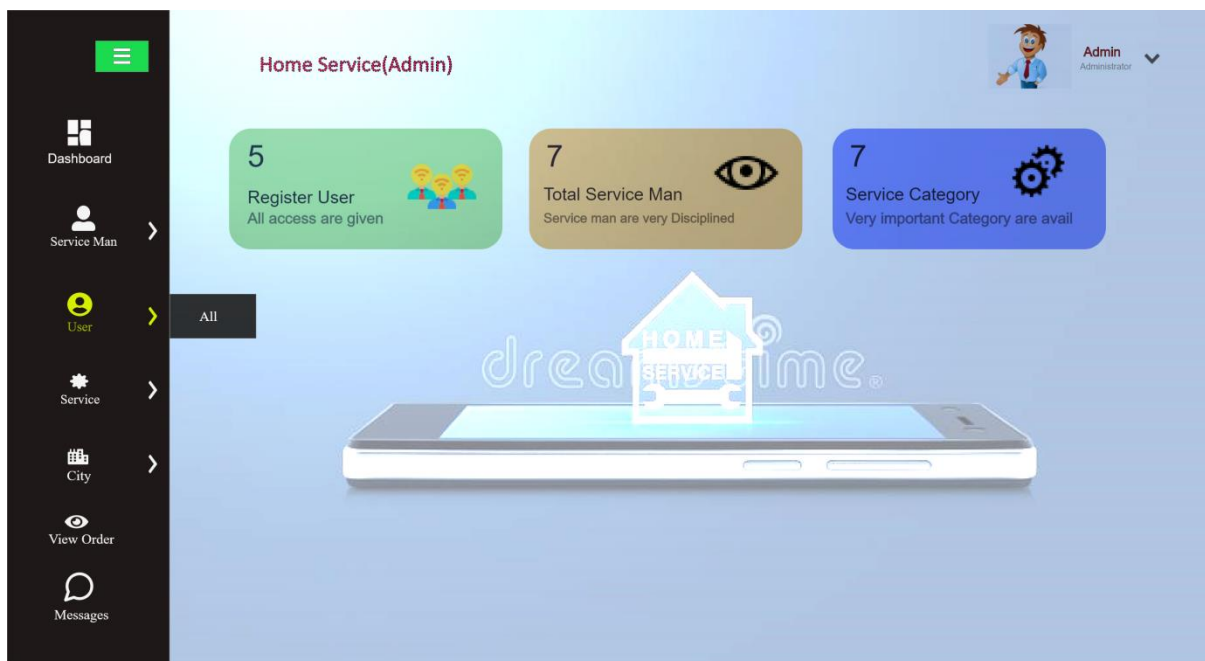 Home Service(Admin)
Admin
Administrator
Dashboard
Service Man
User
All
Service
City
View Order
Messages
5
Register User
All access are given
7
Total Service Man
Service man are very Disciplined
7
Service Category
Very important Category are avail
HOME
SERVICE